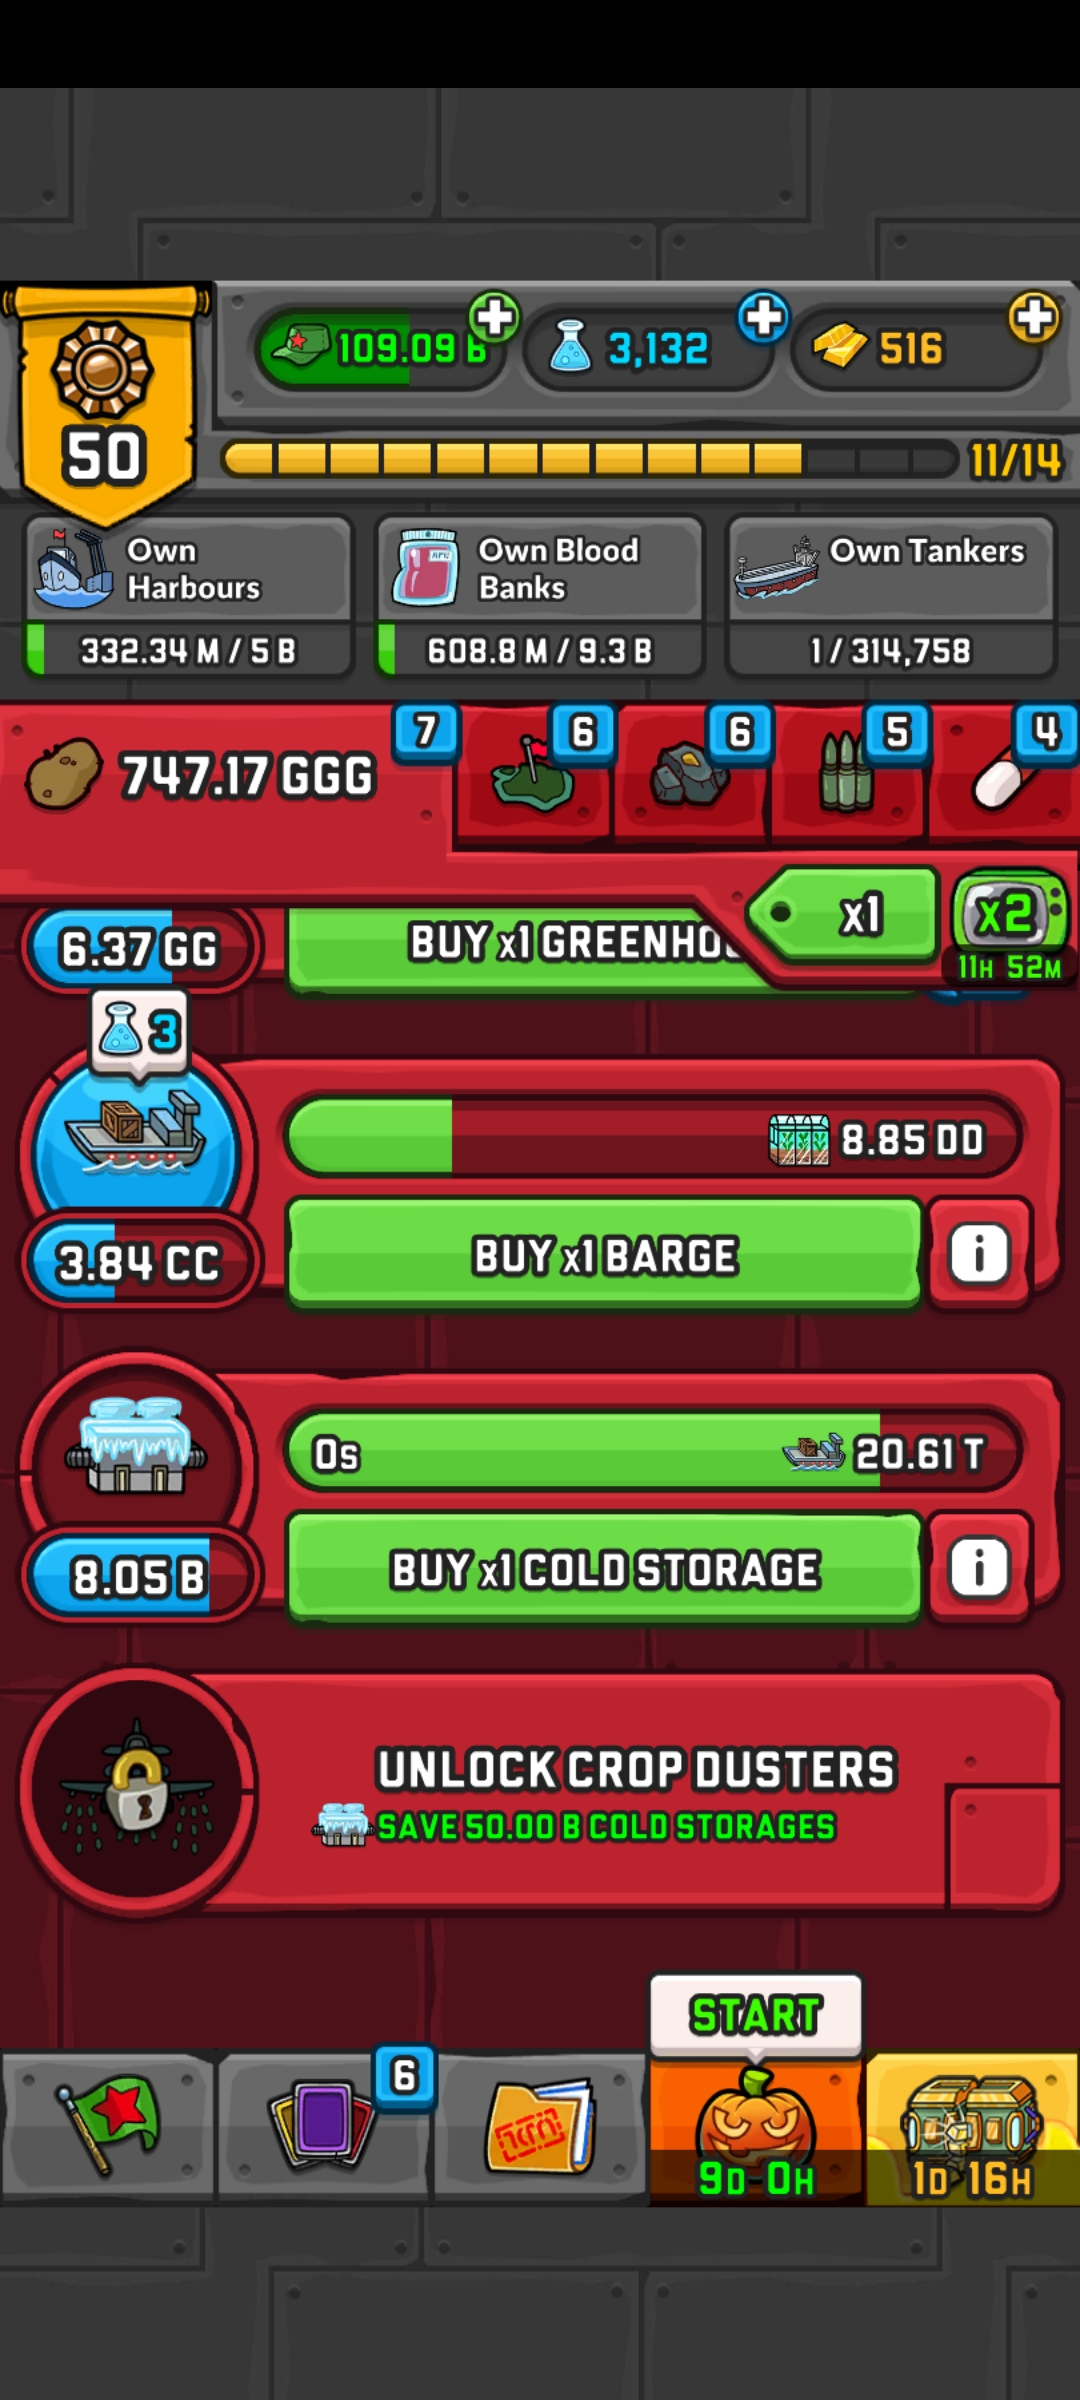 109.09 B
3,132
516
50
11/14
Own
Harbours
332.34 M / 5 B
Own Blood
Banks
608.8 M / 9.3 B
Own Tankers
1 / 314,758
747.17 GGG
7
6
6
5
4
x1
x2
11H 52M
6.37 GG
BUY x1 GREENHO
3
8.85 DD
3.84 CC
BUY x1 BARGE
i
0s
20.61 T
8.05 B
BUY x1 COLD STORAGE
i
UNLOCK CROP DUSTERS
SAVE 50.00 B COLD STORAGES
START
6
9D 0H
1D 16H